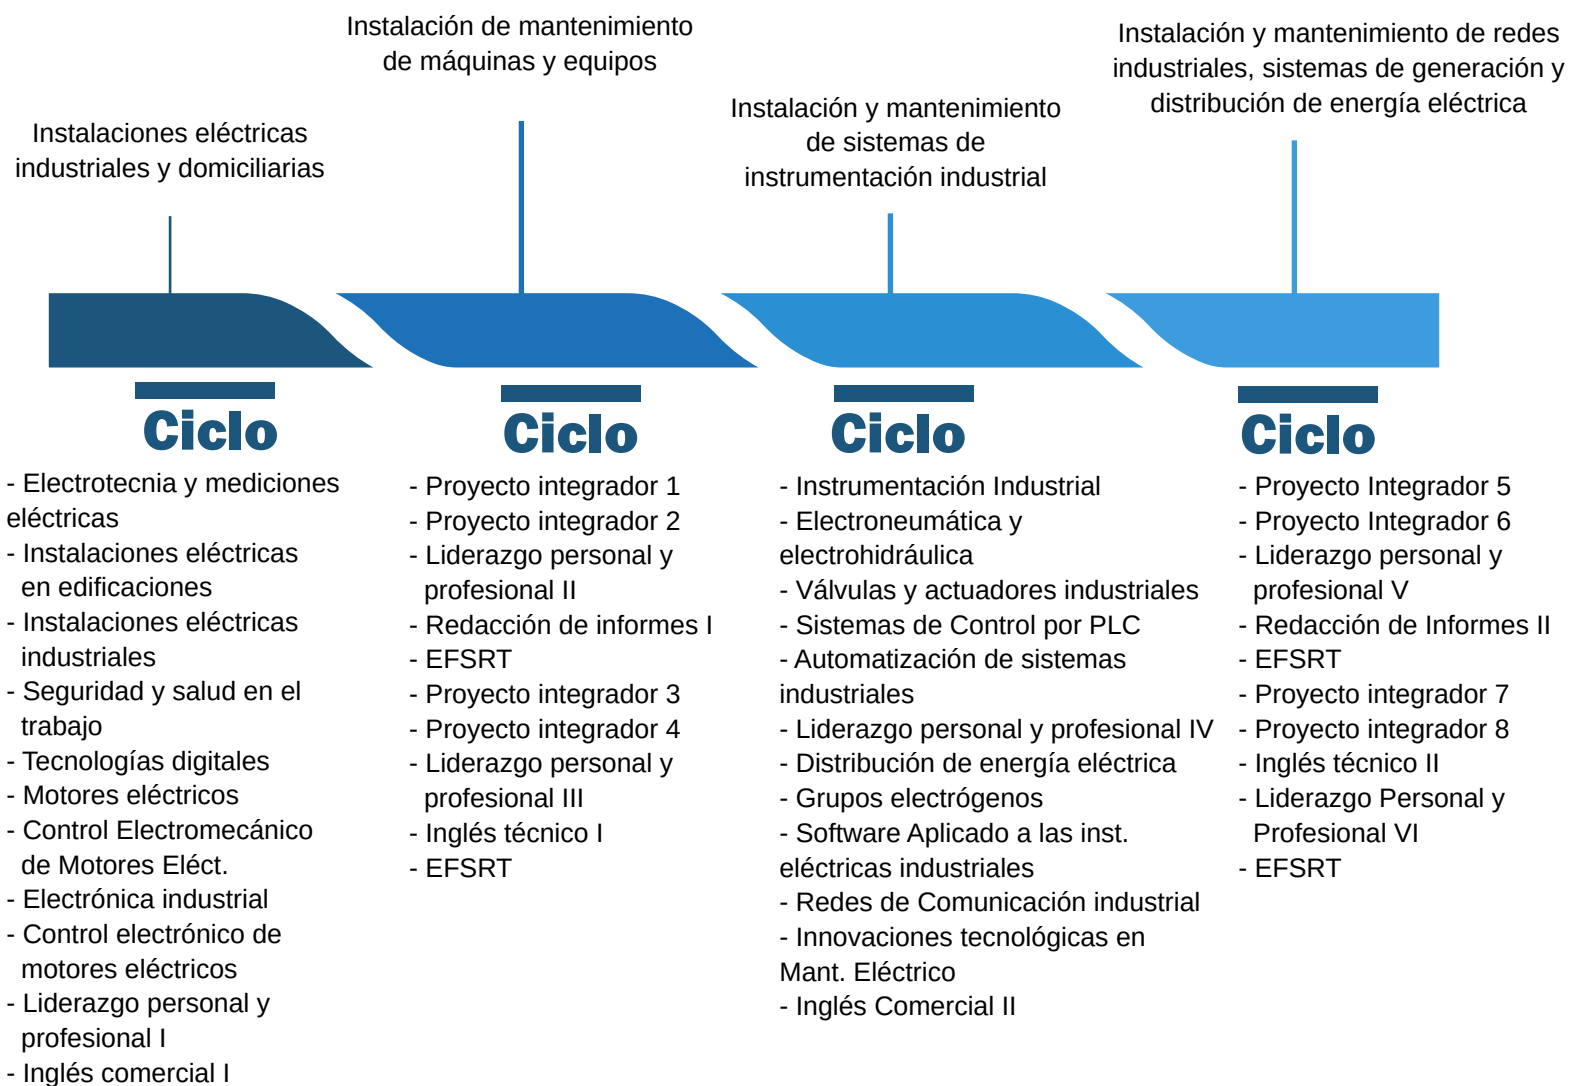 Instalación de mantenimiento
de máquinas y equipos
Instalación y mantenimiento de redes
industriales, sistemas de generación y
distribución de energía eléctrica
Instalación y mantenimiento
de sistemas de
instrumentación industrial
Instalaciones eléctricas
industriales y domiciliarias
Ciclo
- Electrotecnia y mediciones
eléctricas
- Instalaciones eléctricas
en edificaciones
- Instalaciones eléctricas
industriales
- Seguridad y salud en el
trabajo
- Tecnologías digitales
- Motores eléctricos
- Control Electromecánico
de Motores Eléct.
- Electrónica industrial
- Control electrónico de
motores eléctricos
- Liderazgo personal y
profesional I
- Inglés comercial I
Ciclo
- Proyecto integrador 1
- Proyecto integrador 2
- Liderazgo personal y
profesional II
- Redacción de informes I
- EFSRT
- Proyecto integrador 3
- Proyecto integrador 4
- Liderazgo personal y
profesional III
- Inglés técnico I
- EFSRT
Ciclo
- Instrumentación Industrial
- Electroneumática y
electrohidráulica
- Válvulas y actuadores industriales
- Sistemas de Control por PLC
- Automatización de sistemas
industriales
- Liderazgo personal y profesional IV
- Distribución de energía eléctrica
- Grupos electrógenos
- Software Aplicado a las inst.
eléctricas industriales
- Redes de Comunicación industrial
- Innovaciones tecnológicas en
Mant. Eléctrico
- Inglés Comercial II
Ciclo
- Proyecto Integrador 5
- Proyecto Integrador 6
- Liderazgo personal y
profesional V
- Redacción de Informes II
- EFSRT
- Proyecto integrador 7
- Proyecto integrador 8
- Inglés técnico II
- Liderazgo Personal y
Profesional VI
- EFSRT